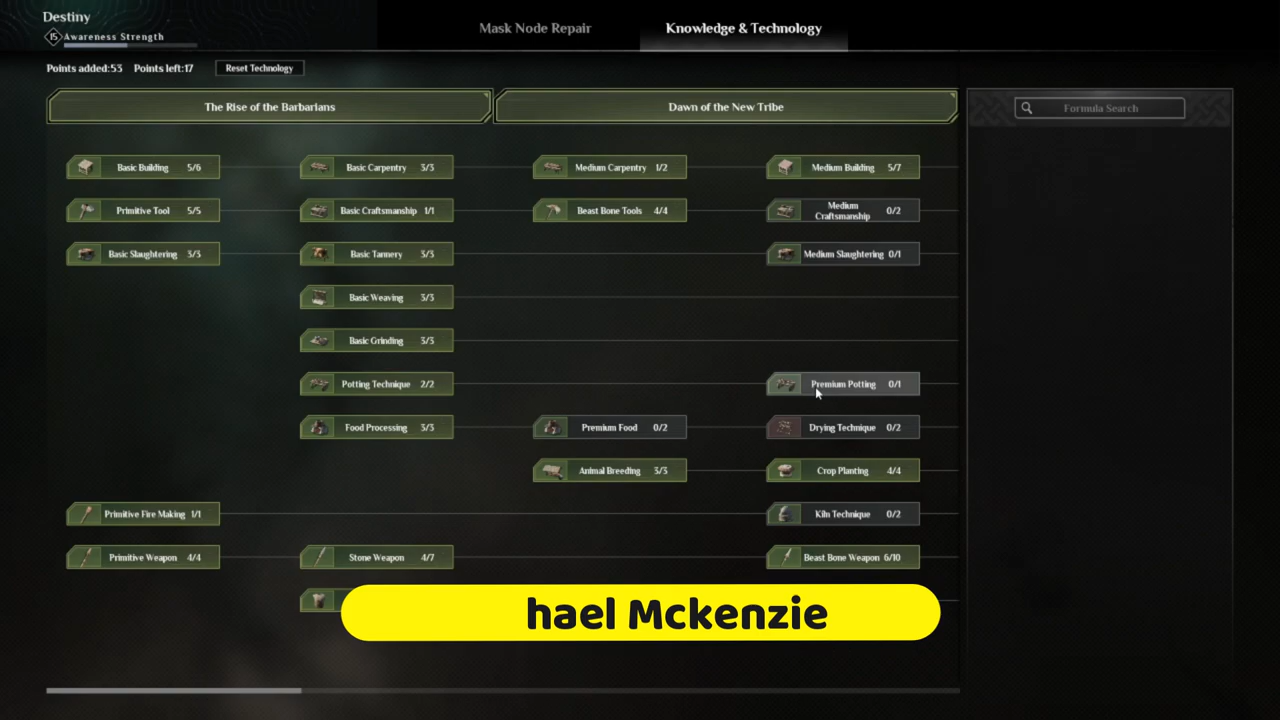 Destiny
15 Awareness Strength
Mask Node Repair
Knowledge & Technology
Points added:53 Points left:17 Reset Technology
The Rise of the Barbarians
Dawn of the New Tribe
Formula Search
Basic Building 5/6
Basic Carpentry 3/3
Medium Carpentry 1/2
Medium Building 5/7
Primitive Tool 5/5
Basic Craftsmanship 1/1
Beast Bone Tools 4/4
Medium
Craftsmanship 0/2
Basic Slaughtering 3/3
Basic Tannery 3/3
Medium Slaughtering 0/1
Basic Weaving 3/3
Basic Grinding 3/3
Potting Technique 2/2
Premium Potting 0/1
Food Processing 3/3
Premium Food 0/2
Drying Technique 0/2
Animal Breeding 3/3
Crop Planting 4/4
Primitive Fire Making 1/1
Kiln Technique 0/2
Primitive Weapon 4/4
Stone Weapon 4/7
Beast Bone Weapon 6/10
hael Mckenzie